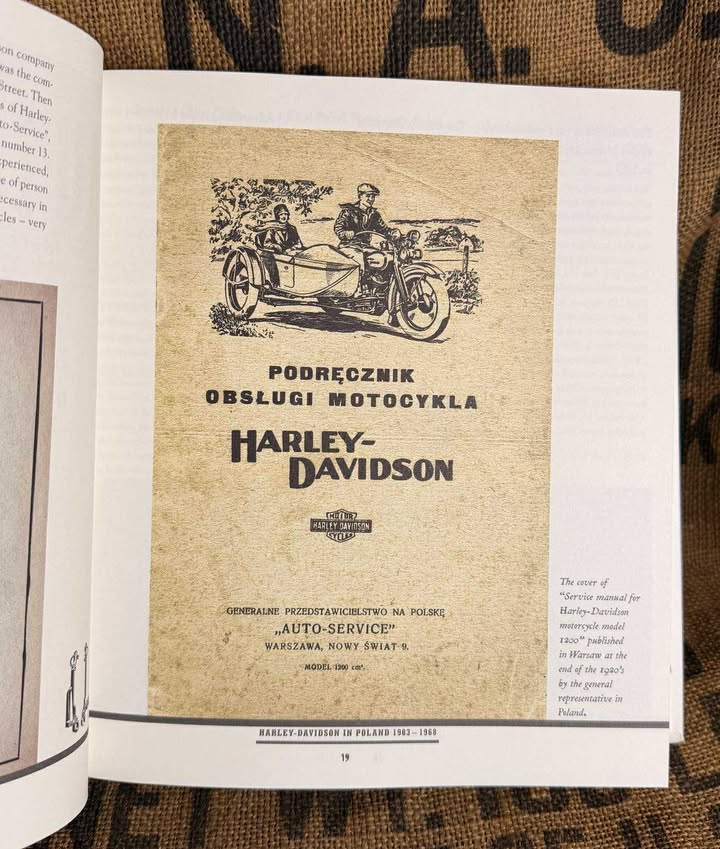 N. A. U.
son company
was the com-
Street. Then
s of Harley-
to-Service",
number 13.
xperienced,
e of person
ecessary in
cles – very
PODRĘCZNIK
OBSŁUGI MOTOCYKLA
HARLEY-
DAVIDSON
MOTOR
HARLEY-DAVIDSON
CYCLES
GENERALNE PRZEDSTAWICIELSTWO NA POLSKĘ
„AUTO-SERVICE"
WARSZAWA, NOWY ŚWIAT 9.
MODEL 1200 cm³.
The cover of
"Service manual for
Harley-Davidson
motorcycle model
1200" published
in Warsaw at the
end of the 1920's
by the general
representative in
Poland.
HARLEY-DAVIDSON IN POLAND 1903–1968
19
WT.